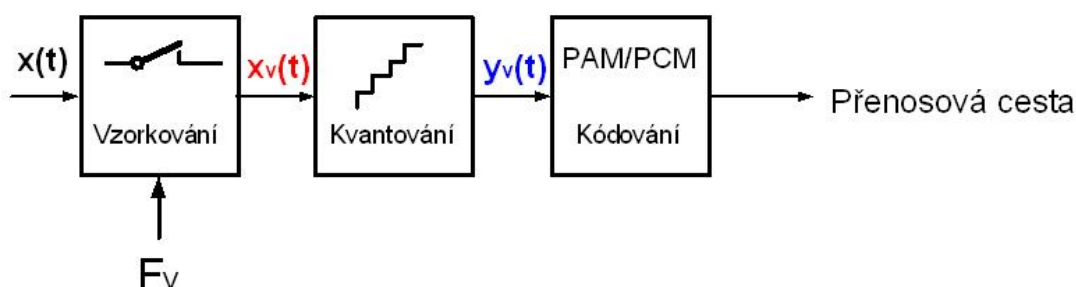 x(t)
Vzorkování
xv(t)
Kvantování
yv(t)
PAM/PCM
Kódování
Přenosová cesta
Fv